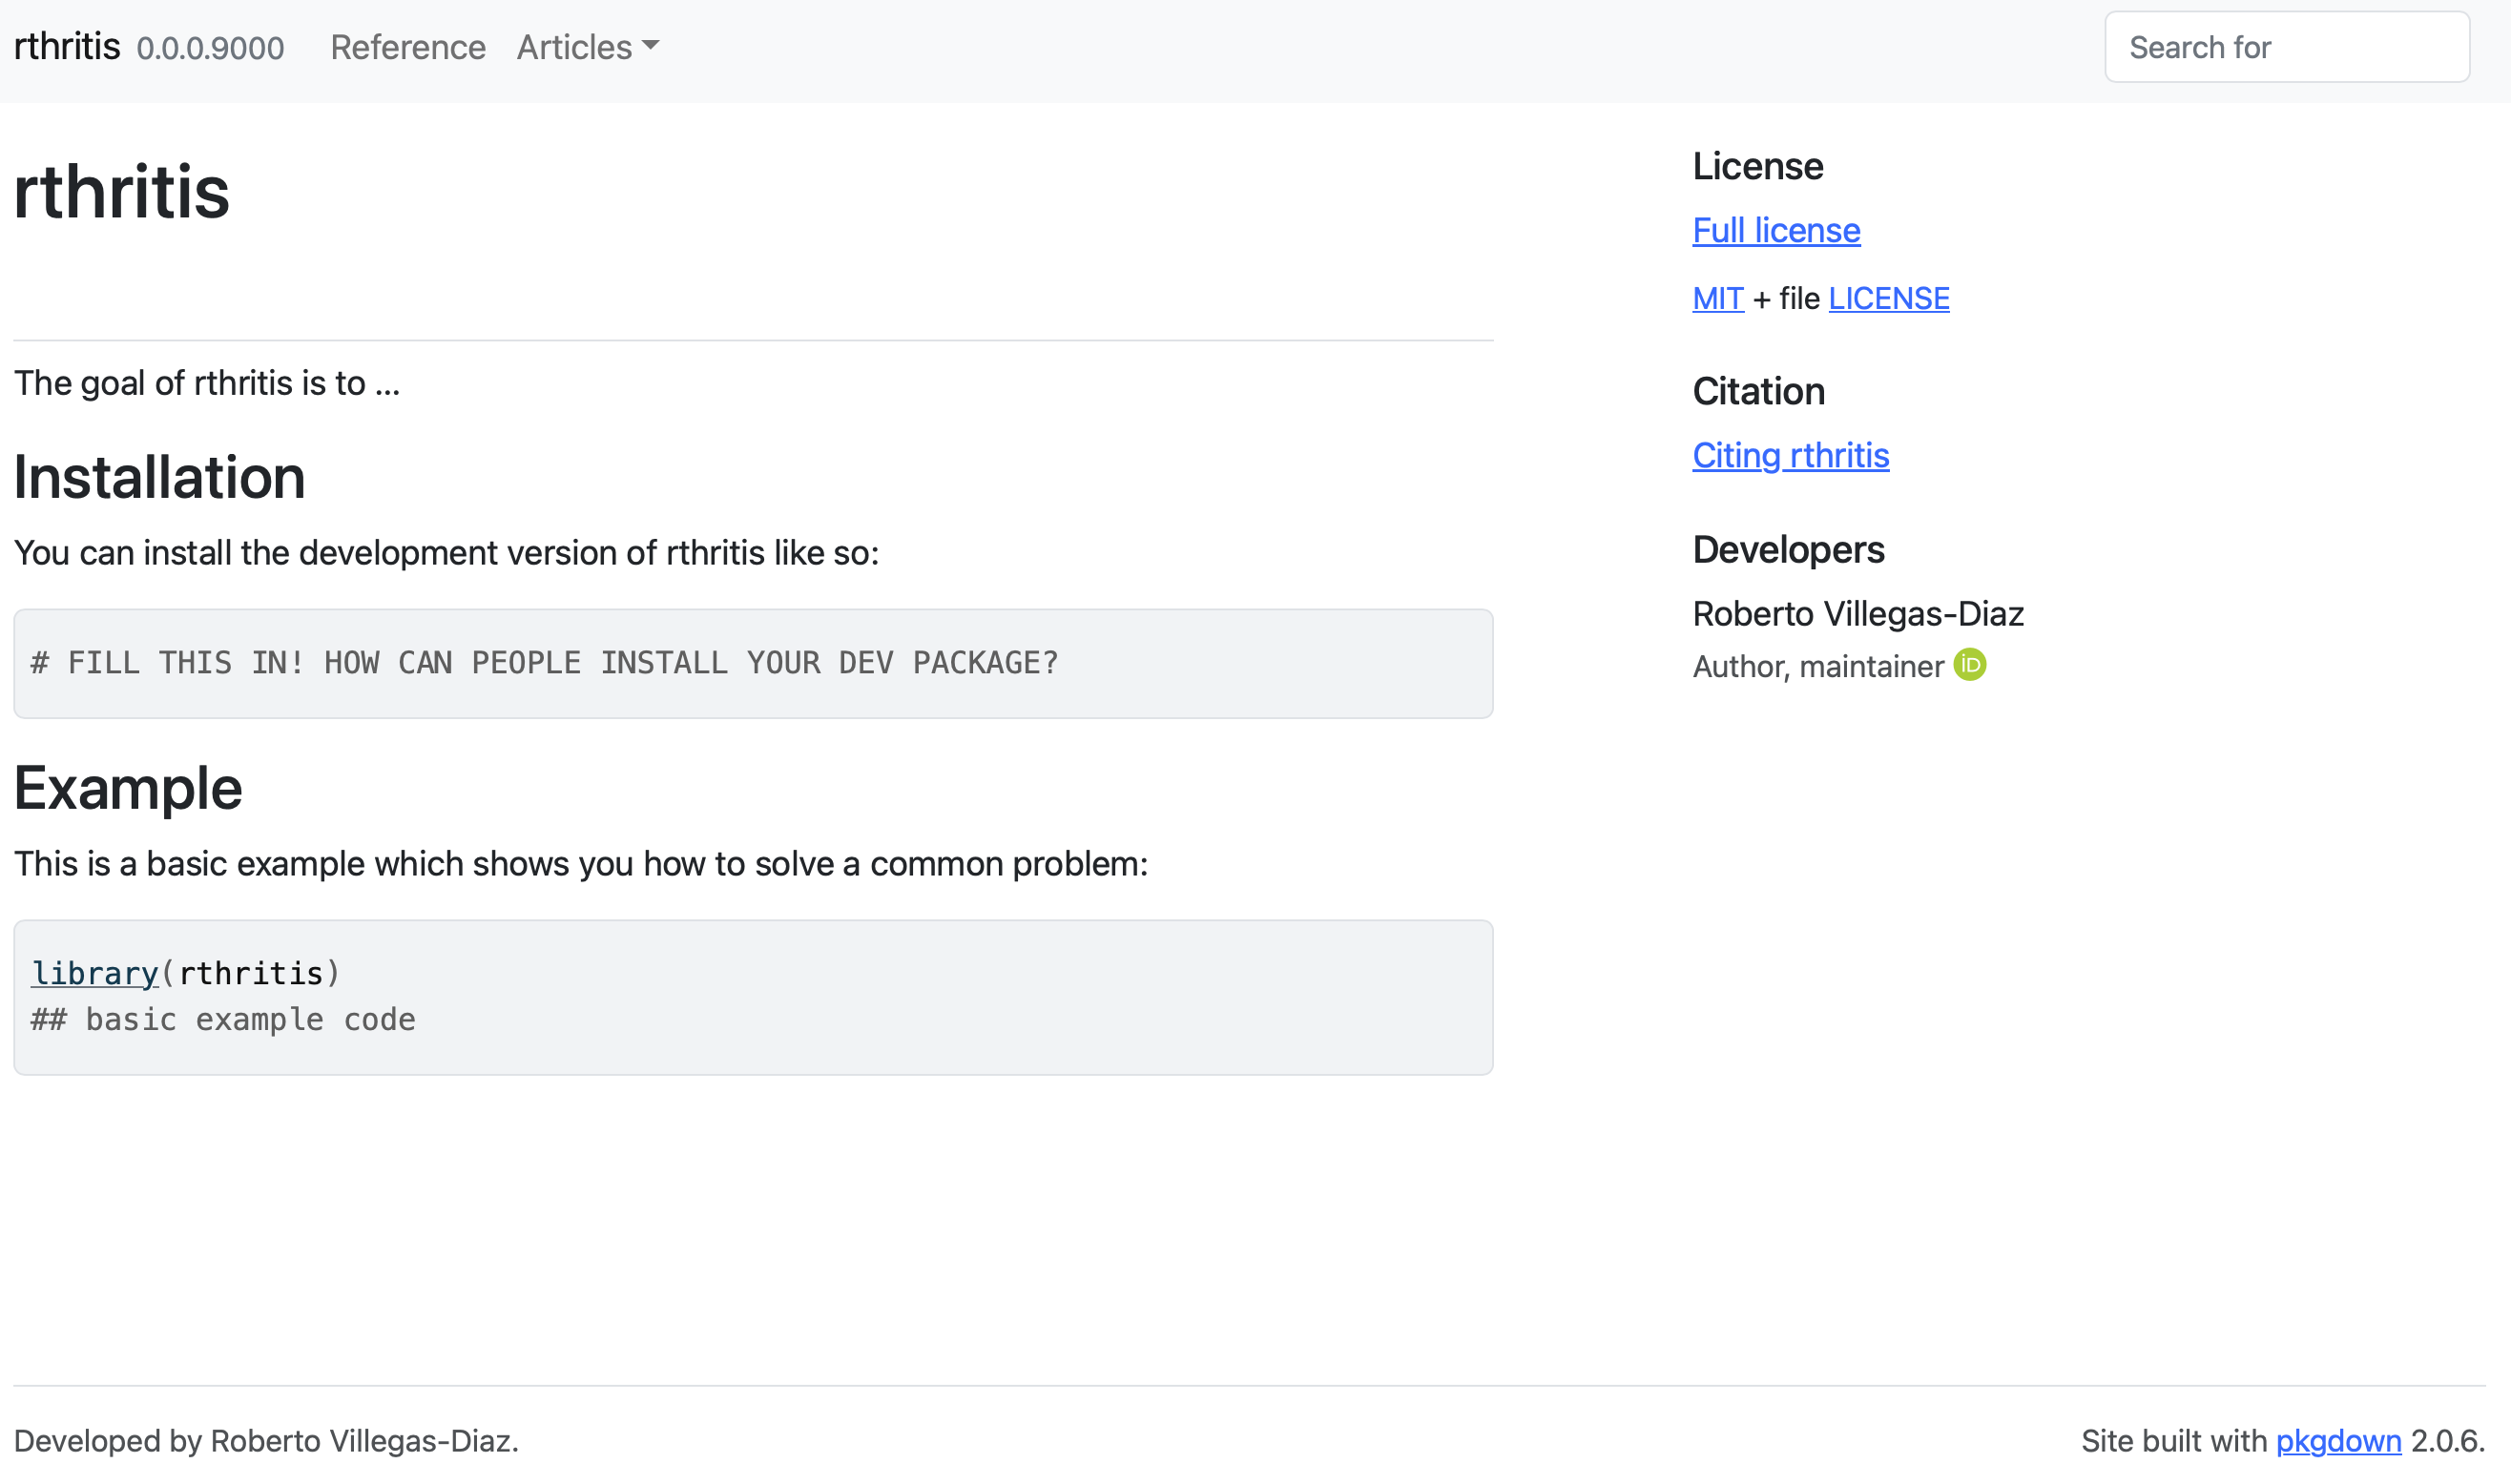 rthritis 0.0.0.9000 Reference Articles Search for
rthritis
The goal of rthritis is to ...
Installation
You can install the development version of rthritis like so:
# FILL THIS IN! HOW CAN PEOPLE INSTALL YOUR DEV PACKAGE?
Example
This is a basic example which shows you how to solve a common problem:
library(rthritis)
## basic example code
License
Full license
MIT + file LICENSE
Citation
Citing rthritis
Developers
Roberto Villegas-Diaz
Author, maintainer iD
Developed by Roberto Villegas-Diaz.
Site built with pkgdown 2.0.6.